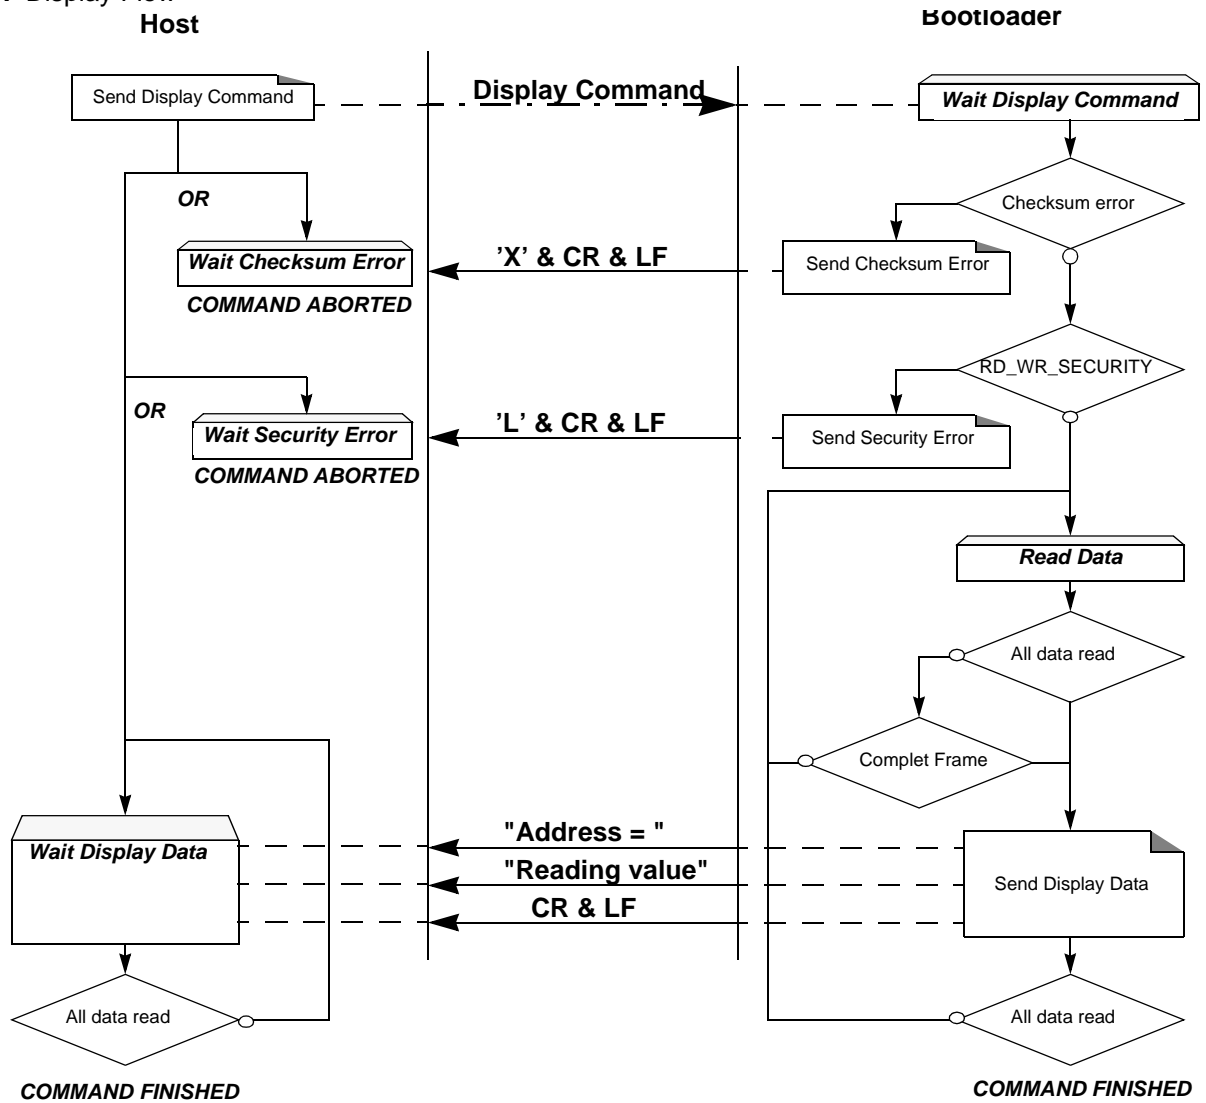 Display Flow
Host
Bootloader
Send Display Command
Display Command
Wait Display Command
OR
Checksum error
Wait Checksum Error
'X' & CR & LF
Send Checksum Error
COMMAND ABORTED
RD_WR_SECURITY
OR
Wait Security Error
'L' & CR & LF
Send Security Error
COMMAND ABORTED
Read Data
All data read
Complet Frame
Wait Display Data
"Address = "
"Reading value"
CR & LF
Send Display Data
All data read
All data read
COMMAND FINISHED
COMMAND FINISHED